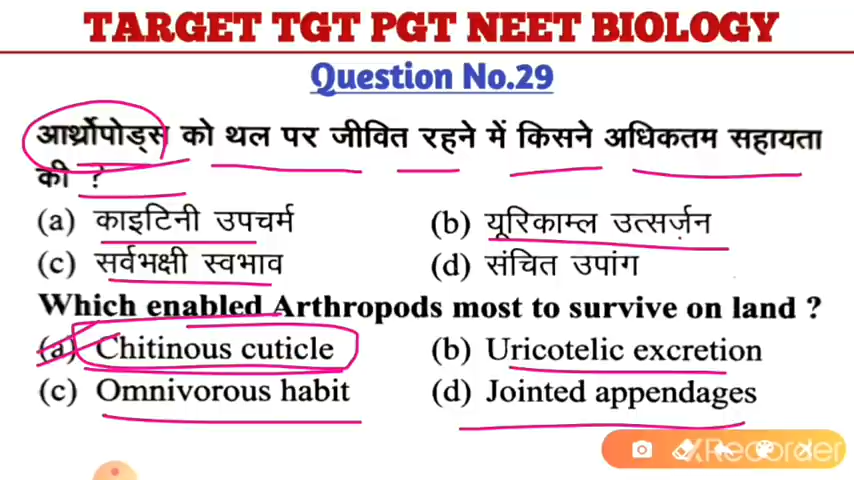 TARGET TGT PGT NEET BIOLOGY
Question No.29
आर्थ्रोपोड्स को थल पर जीवित रहने में किसने अधिकतम सहायता
की ?
(a) काइटिनी उपचर्म (b) यूरिकाम्ल उत्सर्ज़न
(c) सर्वभक्षी स्वभाव (d) संचित उपांग
Which enabled Arthropods most to survive on land ?
(a) Chitinous cuticle (b) Uricotelic excretion
(c) Omnivorous habit (d) Jointed appendages
XRecorder